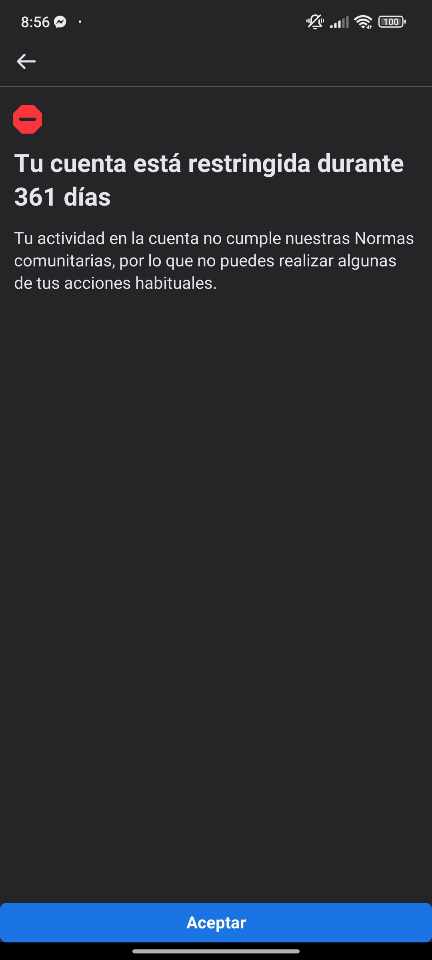 8:56
100
Tu cuenta está restringida durante
361 días
Tu actividad en la cuenta no cumple nuestras Normas
comunitarias, por lo que no puedes realizar algunas
de tus acciones habituales.
Aceptar